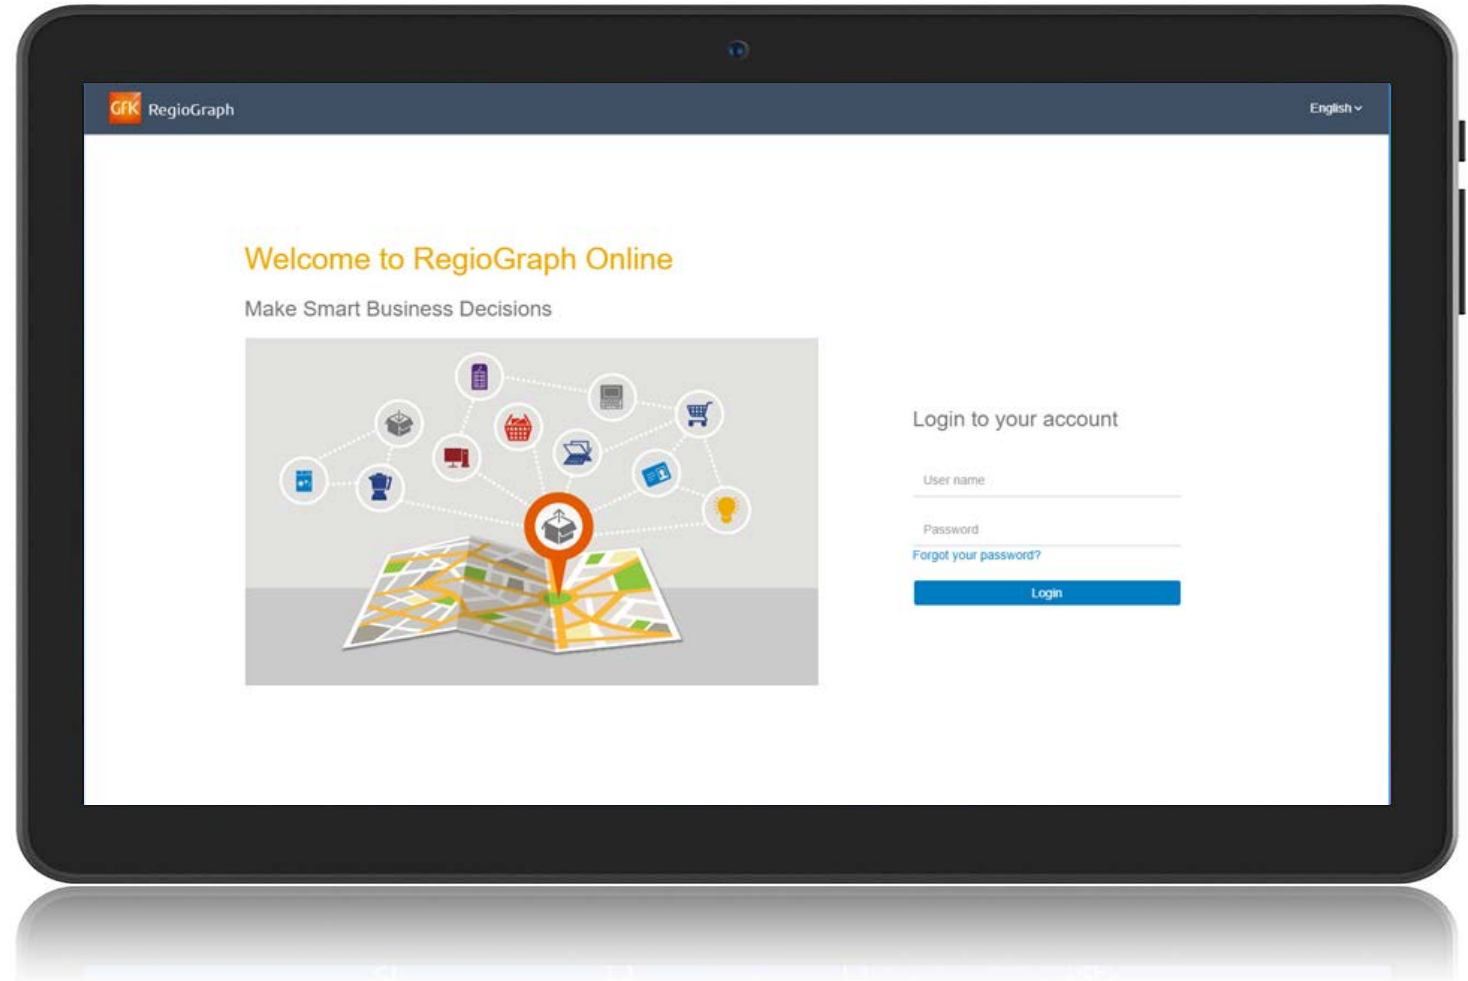 GfK RegioGraph
English
Welcome to RegioGraph Online
Make Smart Business Decisions
Login to your account
User name
Password
Forgot your password?
Login